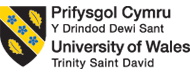 Prifysgol Cymru
Y Drindod Dewi Sant
University of Wales
Trinity Saint David